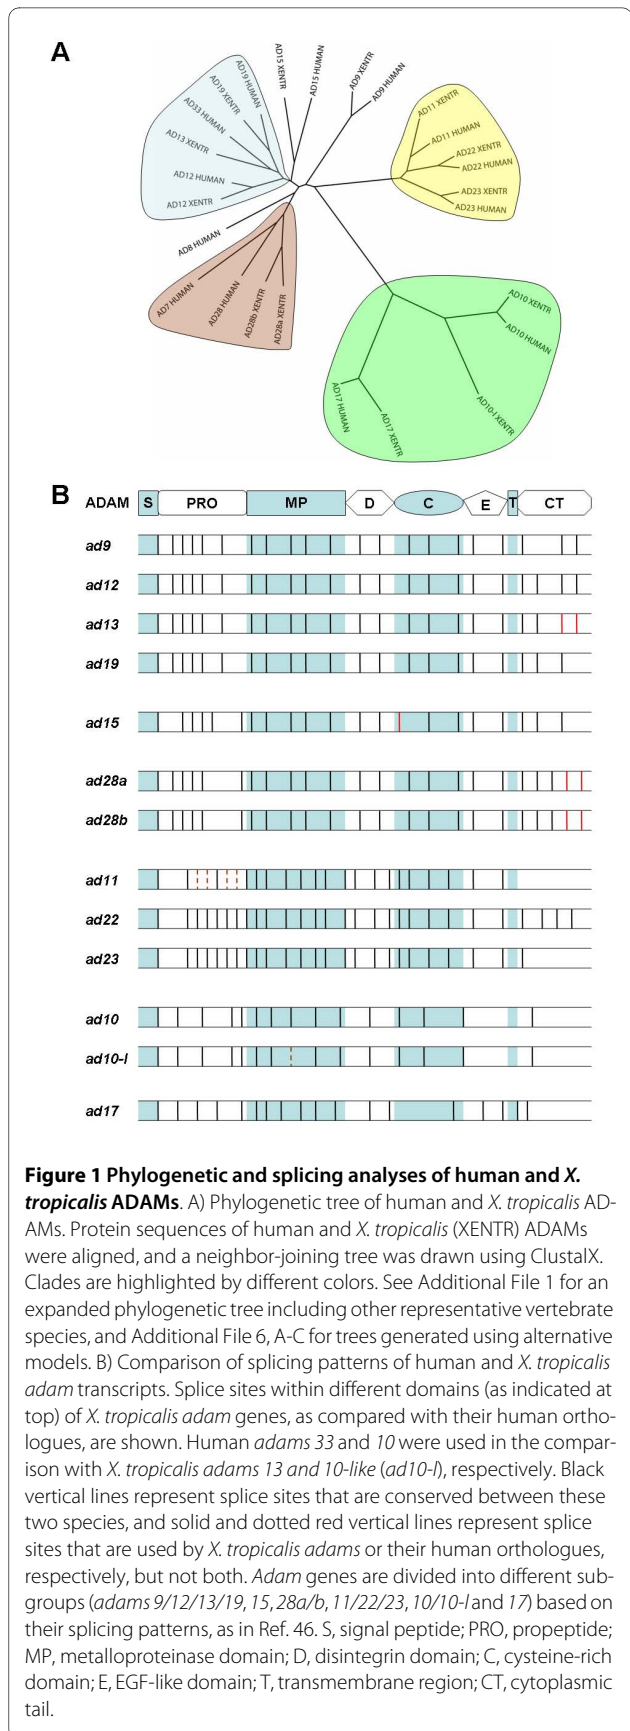 A
AD19 HUMAN
AD19 XENTR
AD33 HUMAN
AD13 XENTR
AD12 HUMAN
AD12 XENTR
AD15 XENTR
AD15 HUMAN
AD9 XENTR
AD9 HUMAN
AD11 XENTR
AD11 HUMAN
AD22 XENTR
AD22 HUMAN
AD23 XENTR
AD23 HUMAN
AD8 HUMAN
AD7 HUMAN
AD28 HUMAN
AD28b XENTR
AD28a XENTR
AD10 XENTR
AD10 HUMAN
AD10-l XENTR
AD17 HUMAN
AD17 XENTR
B
ADAM S PRO MP D C E T CT
ad9
ad12
ad13
ad19
ad15
ad28a
ad28b
ad11
ad22
ad23
ad10
ad10-l
ad17
Figure 1 Phylogenetic and splicing analyses of human and X.
tropicalis ADAMs. A) Phylogenetic tree of human and X. tropicalis AD-
AMs. Protein sequences of human and X. tropicalis (XENTR) ADAMs
were aligned, and a neighbor-joining tree was drawn using ClustalX.
Clades are highlighted by different colors. See Additional File 1 for an
expanded phylogenetic tree including other representative vertebrate
species, and Additional File 6, A-C for trees generated using alternative
models. B) Comparison of splicing patterns of human and X. tropicalis
adam transcripts. Splice sites within different domains (as indicated at
top) of X. tropicalis adam genes, as compared with their human ortho-
logues, are shown. Human adams 33 and 10 were used in the compar-
ison with X. tropicalis adams 13 and 10-like (ad10-l), respectively. Black
vertical lines represent splice sites that are conserved between these
two species, and solid and dotted red vertical lines represent splice
sites that are used by X. tropicalis adams or their human orthologues,
respectively, but not both. Adam genes are divided into different sub-
groups (adams 9/12/13/19, 15, 28a/b, 11/22/23, 10/10-l and 17) based on
their splicing patterns, as in Ref. 46. S, signal peptide; PRO, propeptide;
MP, metalloproteinase domain; D, disintegrin domain; C, cysteine-rich
domain; E, EGF-like domain; T, transmembrane region; CT, cytoplasmic
tail.